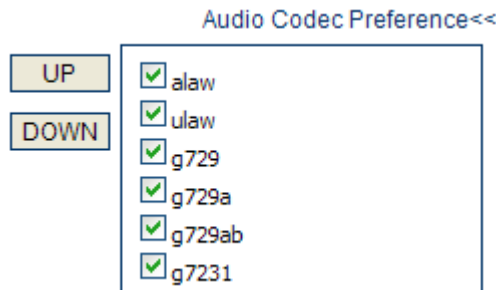 Audio Codec Preference<<
UP
DOWN
alaw
ulaw
g729
g729a
g729ab
g7231